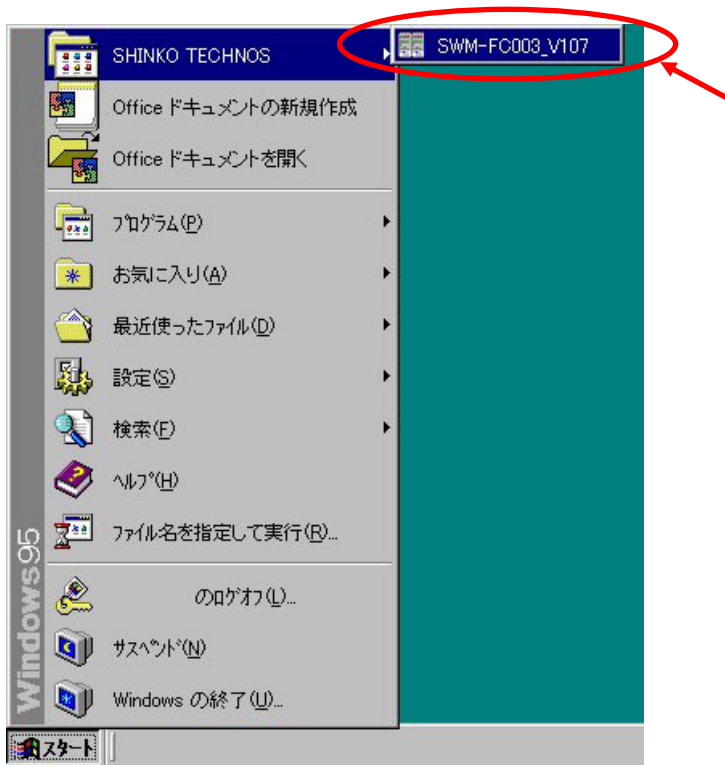 SHINKO TECHNOS
SWM-FC003_V107
Office ドキュメントの新規作成
Office ドキュメントを開く
プログラム(P)
お気に入り(A)
最近使ったファイル(D)
設定(S)
検索(F)
ヘルプ(H)
ファイル名を指定して実行(R)...
のログオフ(L)...
サスペンド(N)
Windows の終了(U)...
Windows95
スタート